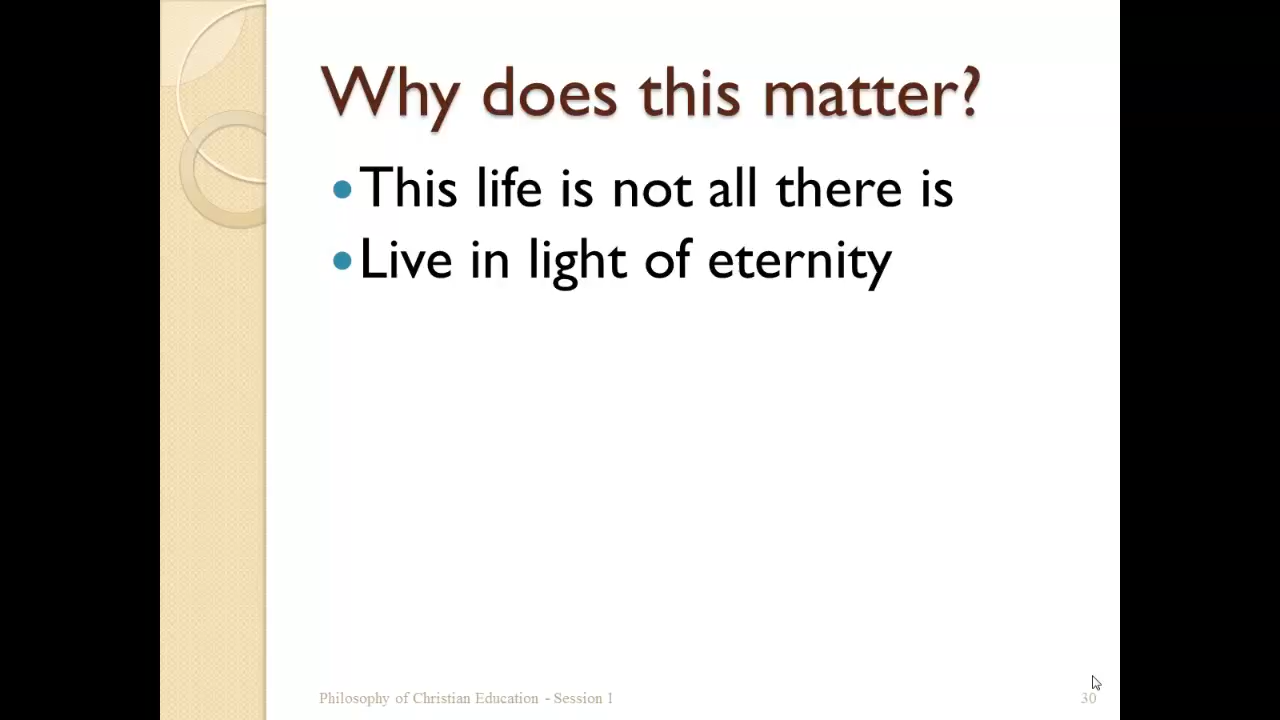 Why does this matter?
•This life is not all there is
•Live in light of eternity
Philosophy of Christian Education - Session 1
30